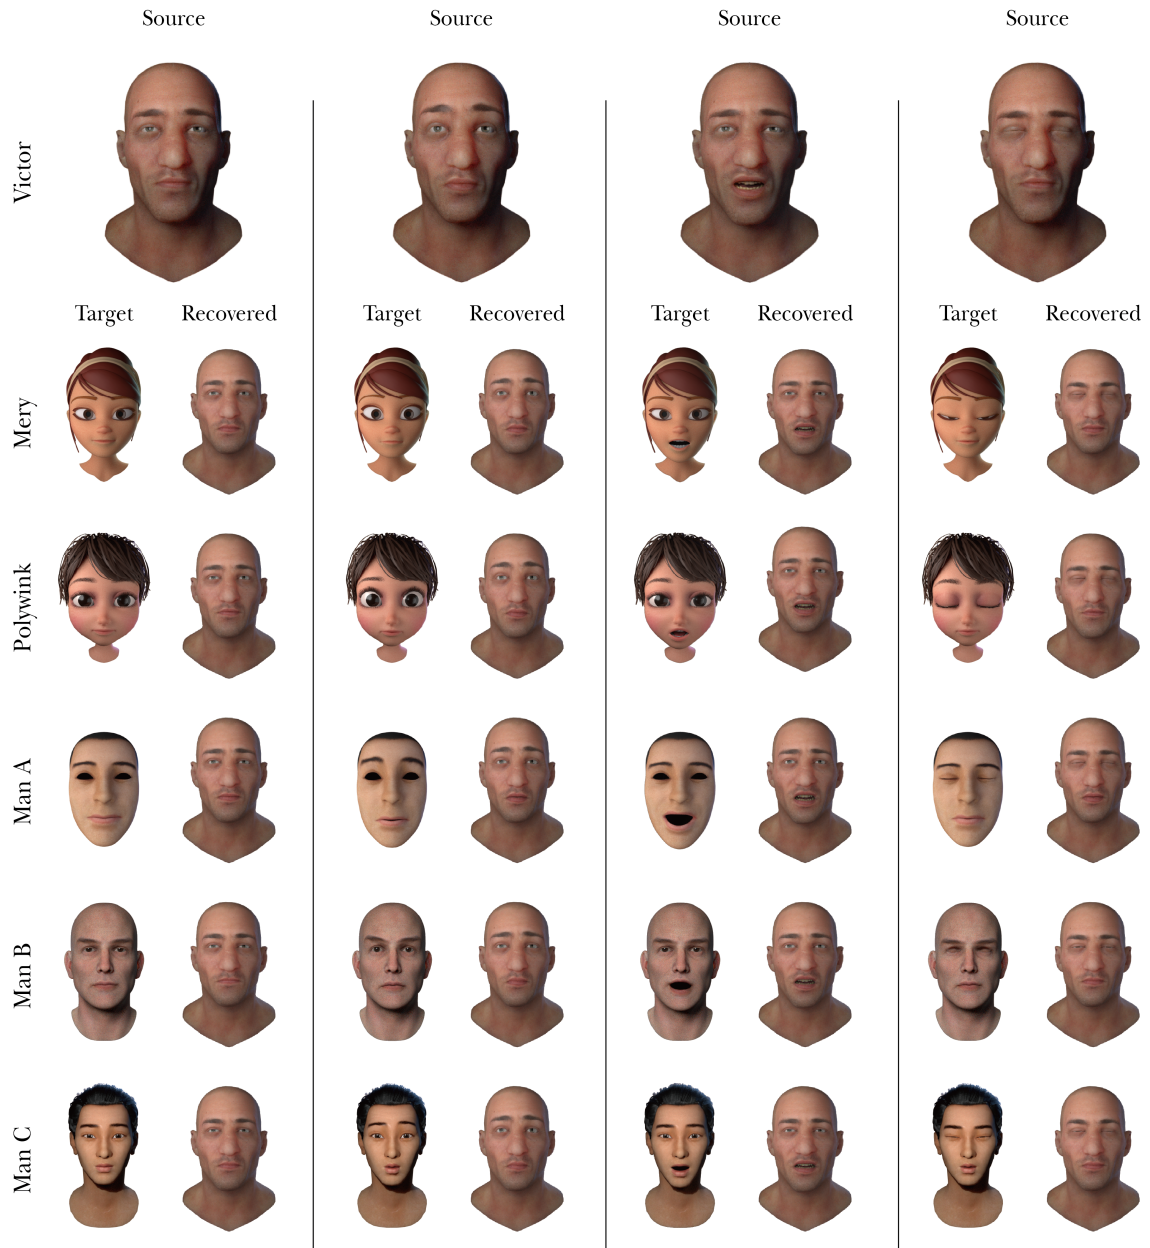 Source Source Source Source
Victor
Target Recovered Target Recovered Target Recovered Target Recovered
Mery
Polywink
Man A
Man B
Man C